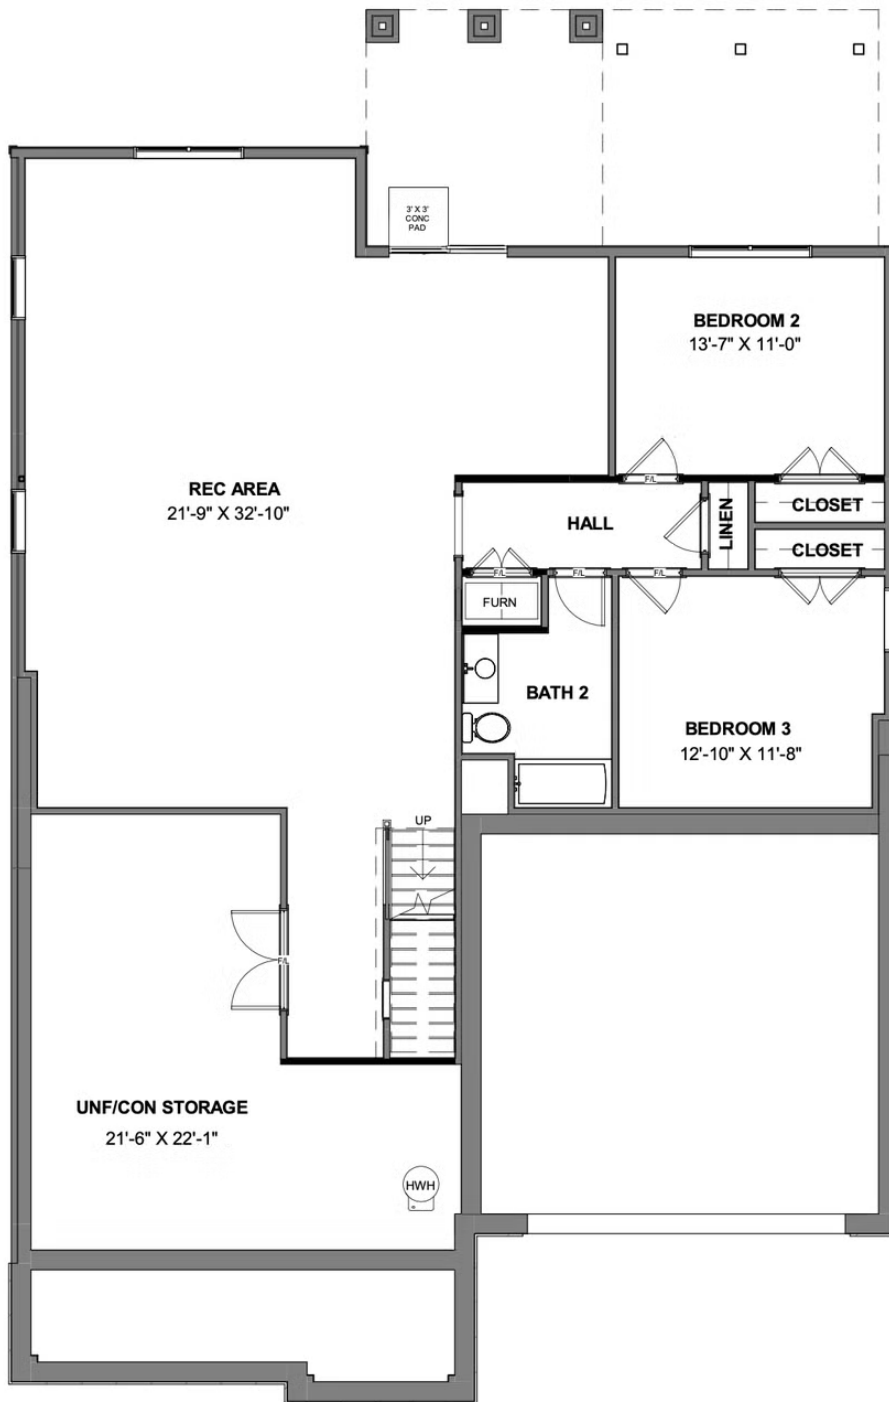 3' X 3'
CONC
PAD
BEDROOM 2
13'-7" X 11'-0"
REC AREA
21'-9" X 32'-10"
F/L
HALL
LINEN
CLOSET
CLOSET
F/L
F/L
F/L
FURN
BATH 2
BEDROOM 3
12'-10" X 11'-8"
UP
F/L
UNF/CON STORAGE
21'-6" X 22'-1"
HWH